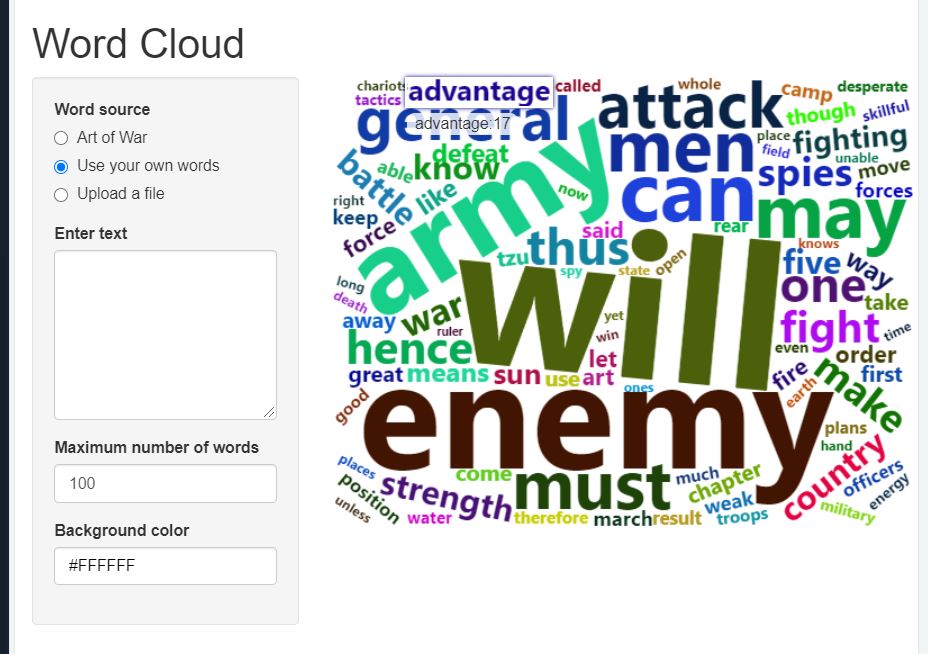 Word Cloud
Word source
Art of War
Use your own words
Upload a file
Enter text
Maximum number of words
100
Background color
#FFFFFF
chariots
advantage
called
whole
camp
desperate
tactics
general
advantage:17
attack
though
skillful
place
fighting
defeat
know
able
battle
like
army
now
men
field
unable
spies
move
can
forces
right
keep
force
said
rear
may
tzu
thus
spy
state
open
will
knows
five
way
long
death
away
war
ruler
one
take
hence
yet
win
fight
time
let
even
order
great
means
sun
use
art
ones
fire
earth
make
first
good
enemy
plans
hand
places
position
unless
strength
come
must
much
chapter
weak
country
officers
energy
water
therefore
march
result
troops
military